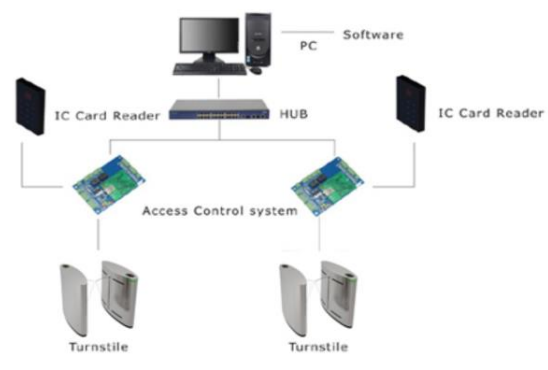 Software
PC
IC Card Reader
HUB
IC Card Reader
Access Control system
Turnstile
Turnstile